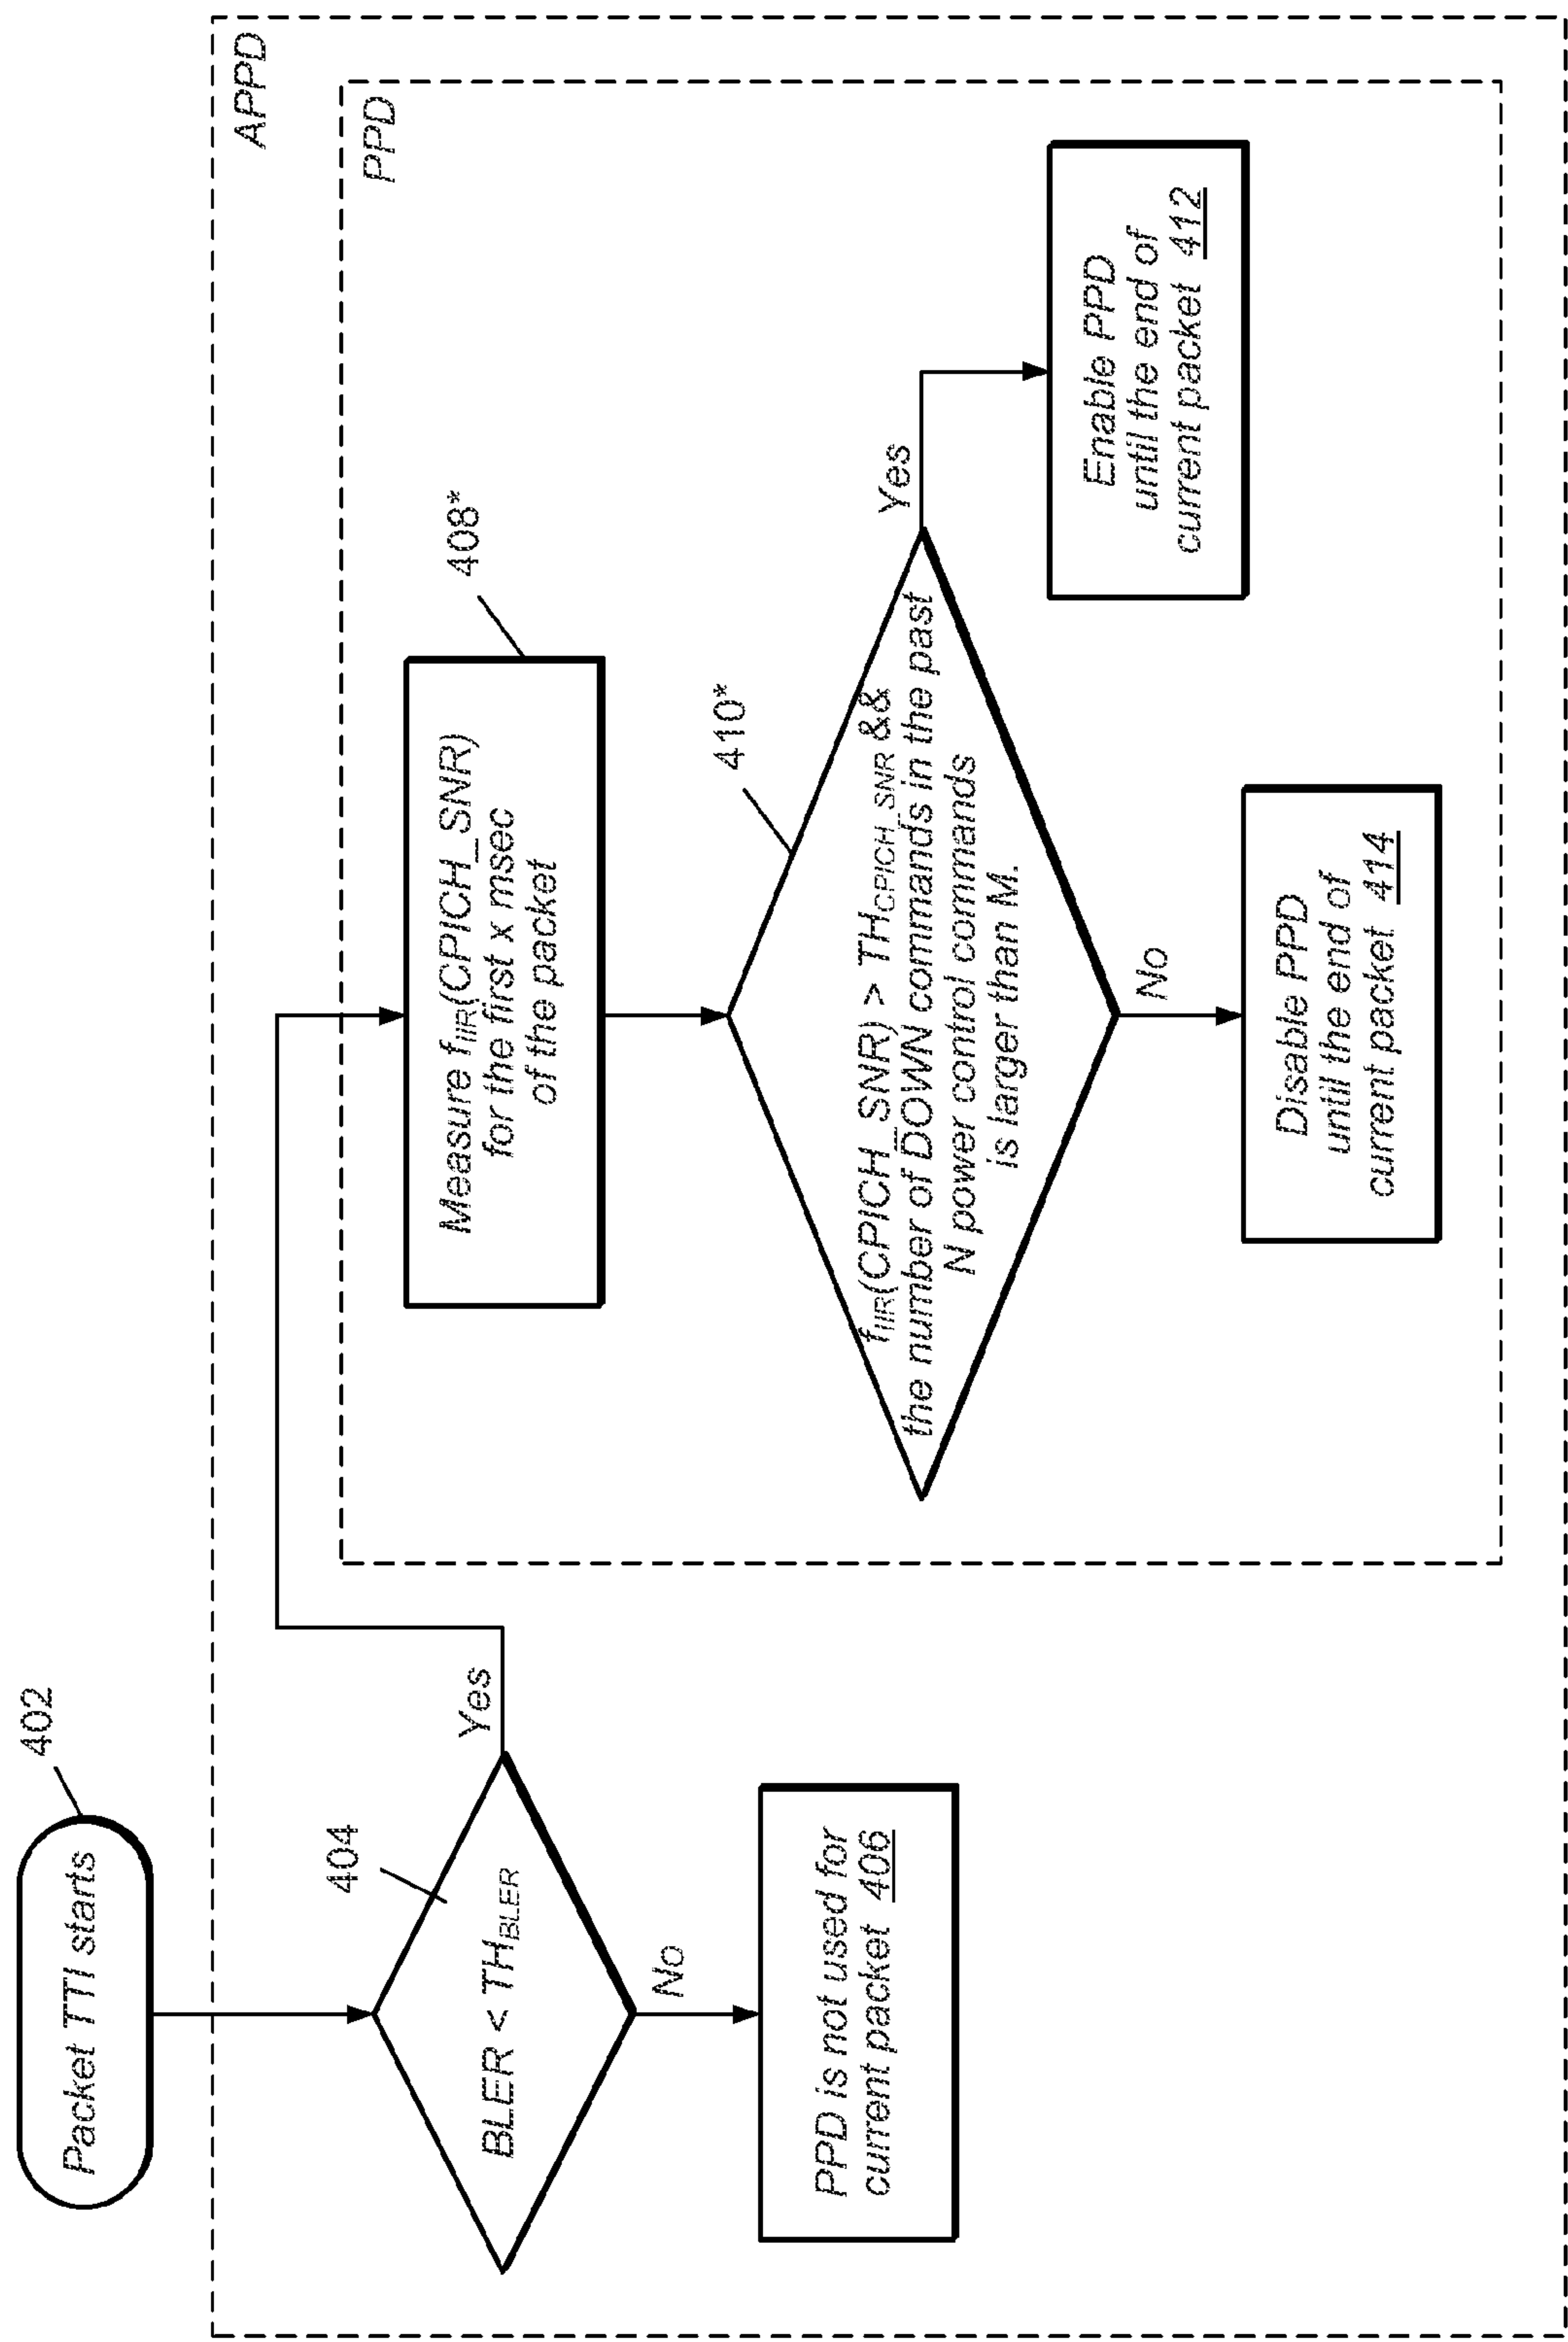 402
Packet TTI starts
APPD
404
BLER < TH_BLER
Yes
No
PPD is not used for
current packet 406
PPD
408*
Measure f_IIR(CPICH_SNR)
for the first x msec
of the packet
410*
f_IIR(CPICH_SNR) > TH_CPICH_SNR &&
the number of DOWN commands in the past
N power control commands
is larger than M.
Yes
Enable PPD
until the end of
current packet 412
No
Disable PPD
until the end of
current packet 414